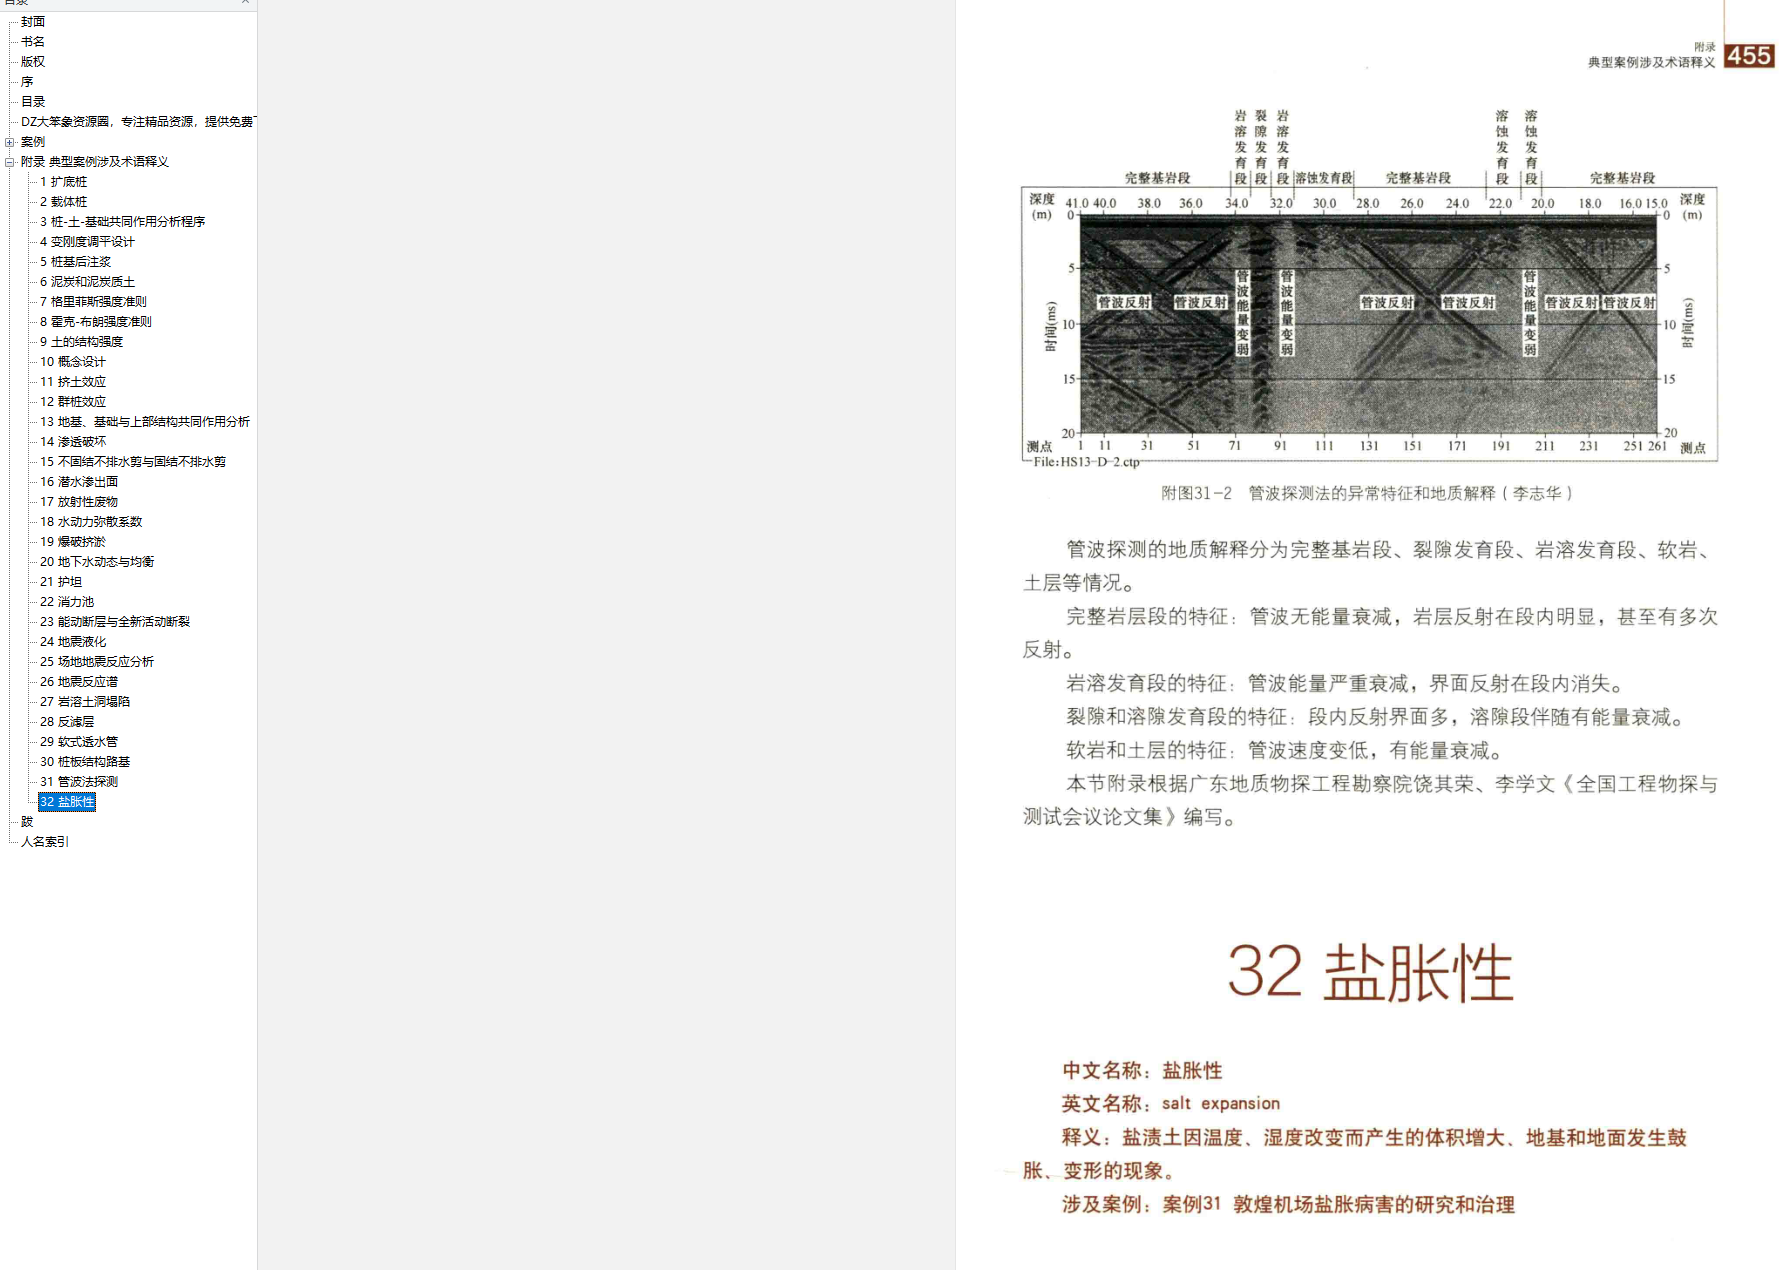 目录
封面
书名
版权
序
目录
DZ大笨象资源圈，专注精品资源，提供免费
案例
附录 典型案例涉及术语释义
1 扩底桩
2 载体桩
3 桩-土-基础共同作用分析程序
4 变刚度调平设计
5 桩基后注浆
6 泥炭和泥炭质土
7 格里菲斯强度准则
8 霍克-布朗强度准则
9 土的结构强度
10 概念设计
11 挤土效应
12 群桩效应
13 地基、基础与上部结构共同作用分析
14 渗透破坏
15 不固结不排水剪与固结不排水剪
16 潜水渗出面
17 放射性废物
18 水动力弥散系数
19 爆破挤淤
20 地下水动态与均衡
21 护坦
22 消力池
23 能动断层与全新活动断裂
24 地震液化
25 场地地震反应分析
26 地震反应谱
27 岩溶土洞塌陷
28 反滤层
29 软式透水管
30 桩板结构路基
31 管波法探测
32 盐胀性
跋
人名索引
附录
典型案例涉及术语释义 455
完整基岩段 岩溶发育段 裂隙发育段 岩溶发育段 溶蚀发育段 完整基岩段 溶蚀发育段 溶蚀发育段 完整基岩段
深度 41.0 40.0 38.0 36.0 34.0 32.0 30.0 28.0 26.0 24.0 22.0 20.0 18.0 16.0 15.0 深度
(m) 0 0 (m)
5 5
管波反射 管波反射 管波能量变弱 管波能量变弱 管波反射 管波反射 管波能量变弱 管波反射 管波反射
时间(ms) 10 10 时间(ms)
15 15
20 20
测点 1 11 31 51 71 91 111 131 151 171 191 211 231 251 261 测点
File:HS13-D-2.ctp
附图31-2 管波探测法的异常特征和地质解释（李志华）
管波探测的地质解释分为完整基岩段、裂隙发育段、岩溶发育段、软岩、
土层等情况。
完整岩层段的特征：管波无能量衰减，岩层反射在段内明显，甚至有多次
反射。
岩溶发育段的特征：管波能量严重衰减，界面反射在段内消失。
裂隙和溶隙发育段的特征：段内反射界面多，溶隙段伴随有能量衰减。
软岩和土层的特征：管波速度变低，有能量衰减。
本节附录根据广东地质物探工程勘察院饶其荣、李学文《全国工程物探与
测试会议论文集》编写。
32 盐胀性
中文名称：盐胀性
英文名称：salt expansion
释义：盐渍土因温度、湿度改变而产生的体积增大、地基和地面发生鼓
胀、变形的现象。
涉及案例：案例31 敦煌机场盐胀病害的研究和治理